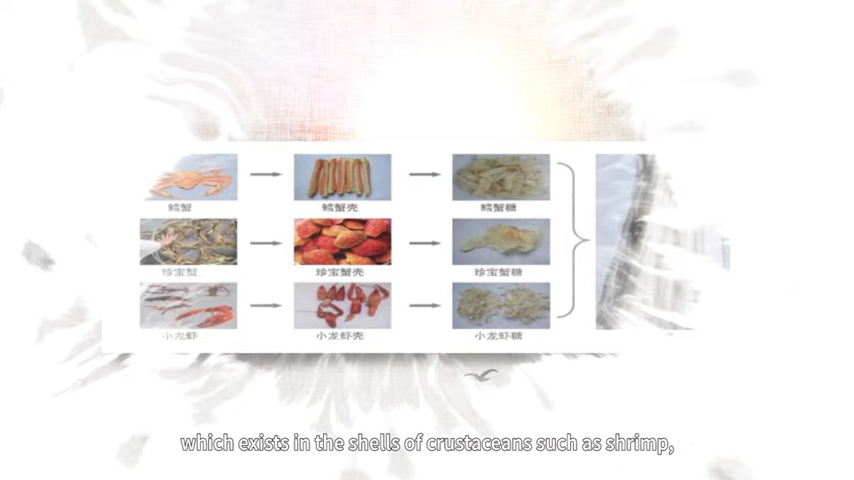 鳕蟹 鳕蟹壳 鳕蟹糖
珍宝蟹 珍宝蟹壳 珍宝蟹糖
小龙虾 小龙虾壳 小龙虾糖
which exists in the shells of crustaceans such as shrimp,